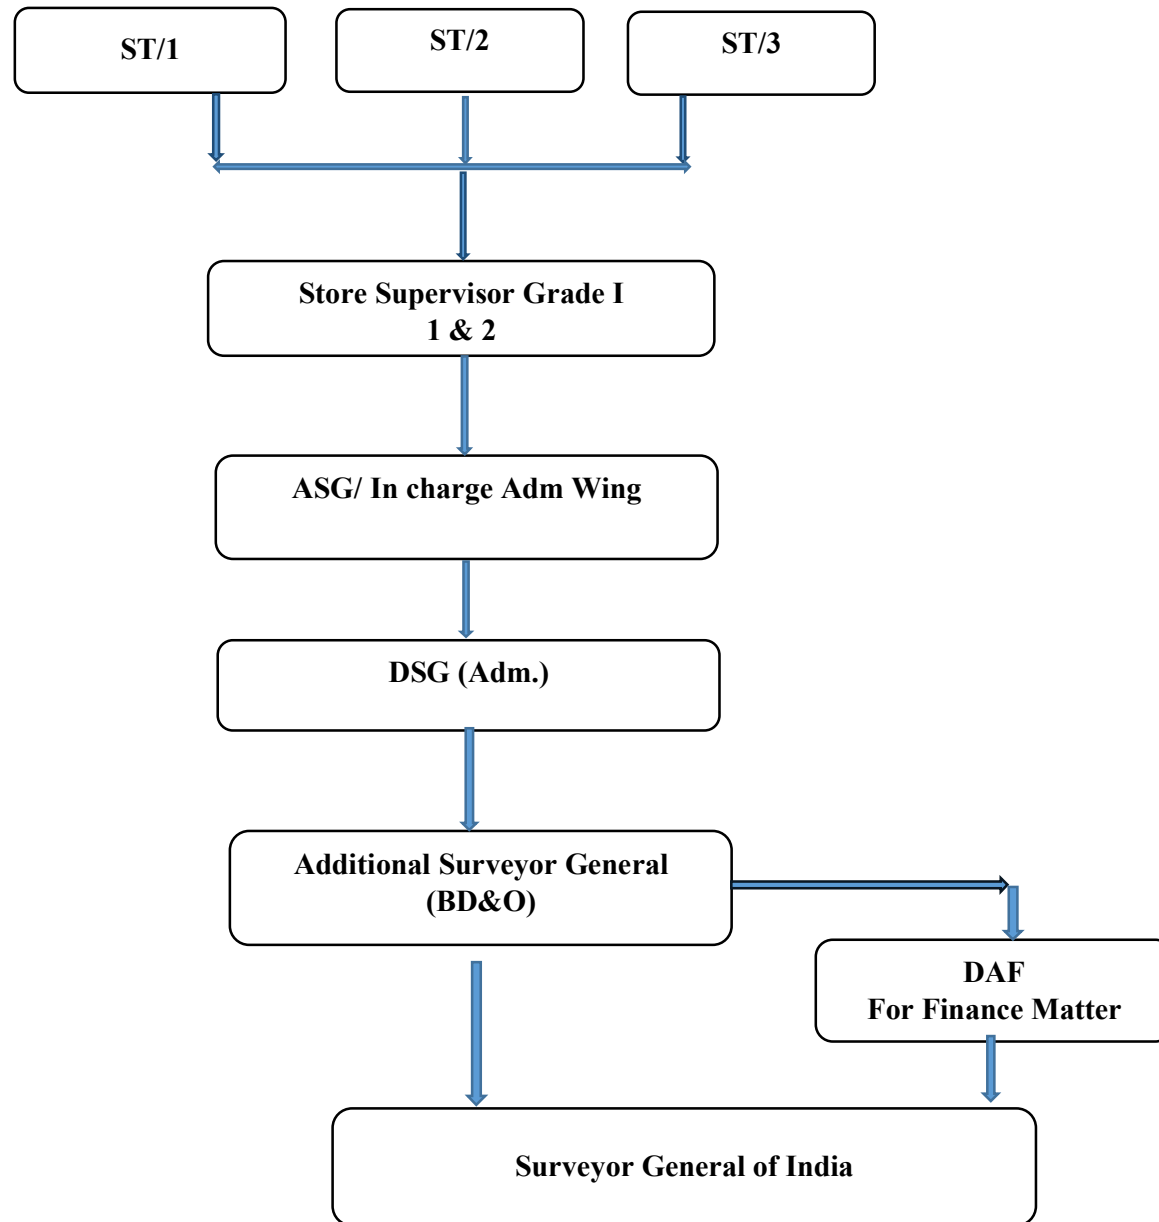 ST/1
ST/2
ST/3
Store Supervisor Grade I
1 & 2
ASG/ In charge Adm Wing
DSG (Adm.)
Additional Surveyor General
(BD&O)
DAF
For Finance Matter
Surveyor General of India